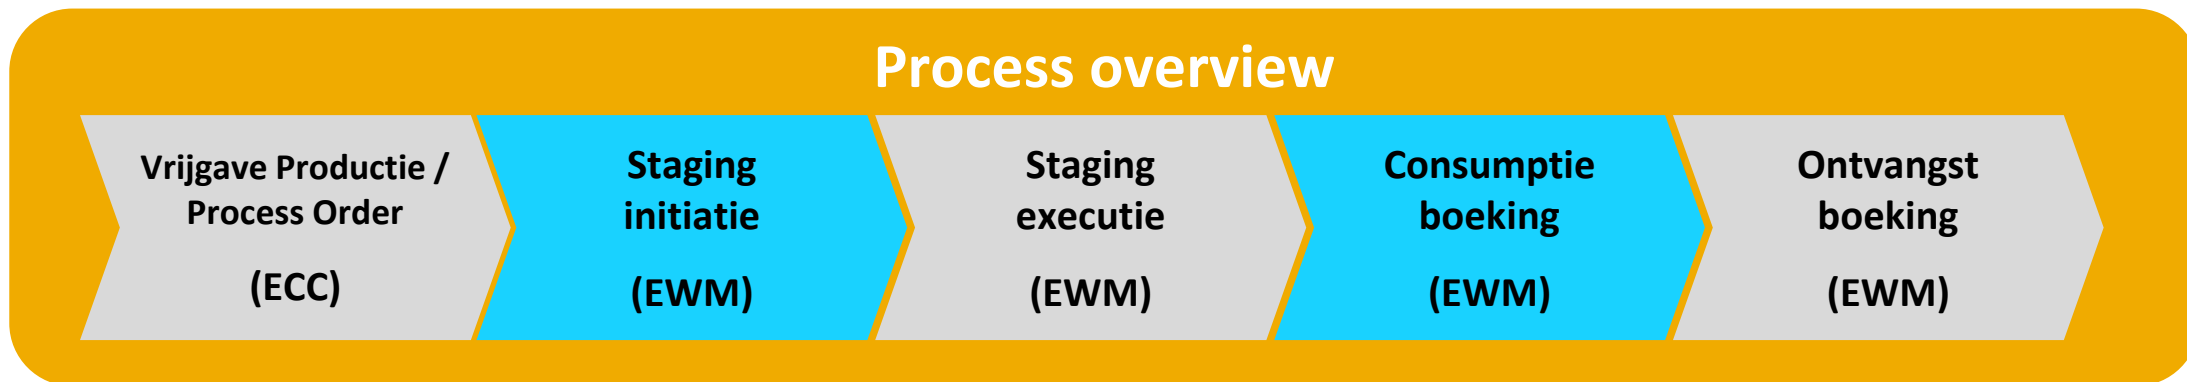 Process overview
Vrijgave Productie /
Process Order
(ECC)
Staging
initiatie
(EWM)
Staging
executie
(EWM)
Consumptie
boeking
(EWM)
Ontvangst
boeking
(EWM)